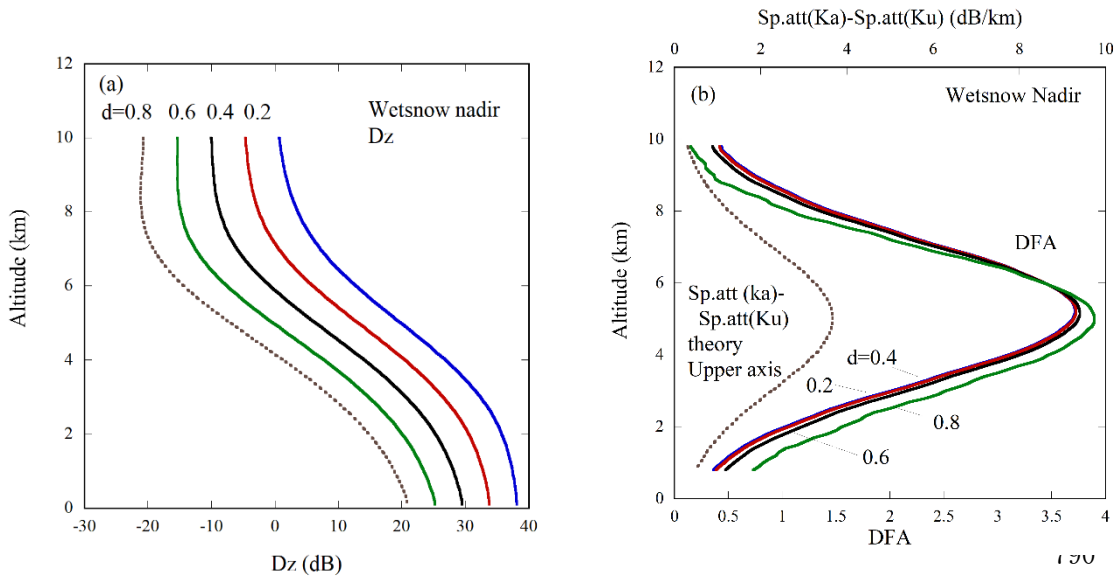 (a)
d=0.8 0.6 0.4 0.2
Wetsnow nadir
Dz
Altitude (km)
12
10
8
6
4
2
0
-30 -20 -10 0 10 20 30 40
Dz (dB)
Sp.att(Ka)-Sp.att(Ku) (dB/km)
0 2 4 6 8 10
(b)
Wetsnow Nadir
DFA
Sp.att (ka)-
Sp.att(Ku)
theory
Upper axis
d=0.4
0.2
0.8
0.6
Altitude (km)
12
10
8
6
4
2
0
0 0.5 1 1.5 2 2.5 3 3.5 4
DFA